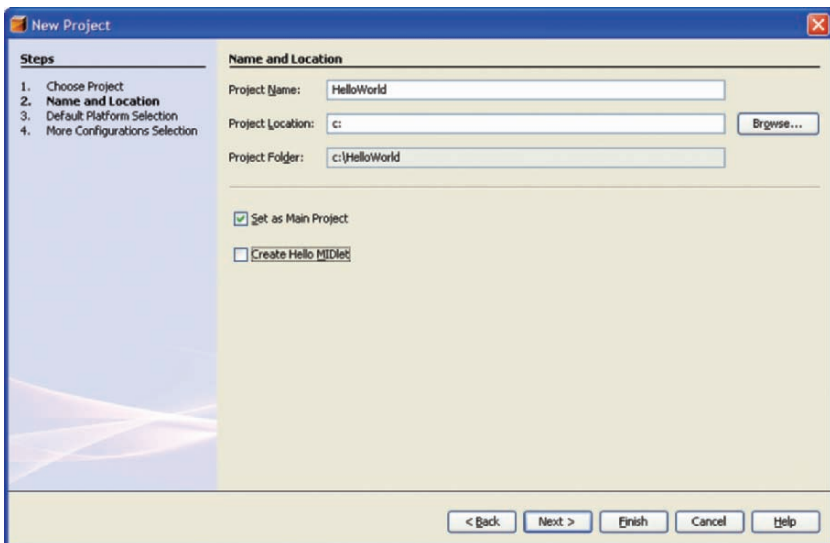 New Project
Steps
1. Choose Project
2. Name and Location
3. Default Platform Selection
4. More Configurations Selection
Name and Location
Project Name: HelloWorld
Project Location: c: Browse...
Project Folder: c:\HelloWorld
Set as Main Project
Create Hello MIDlet
< Back Next > Finish Cancel Help